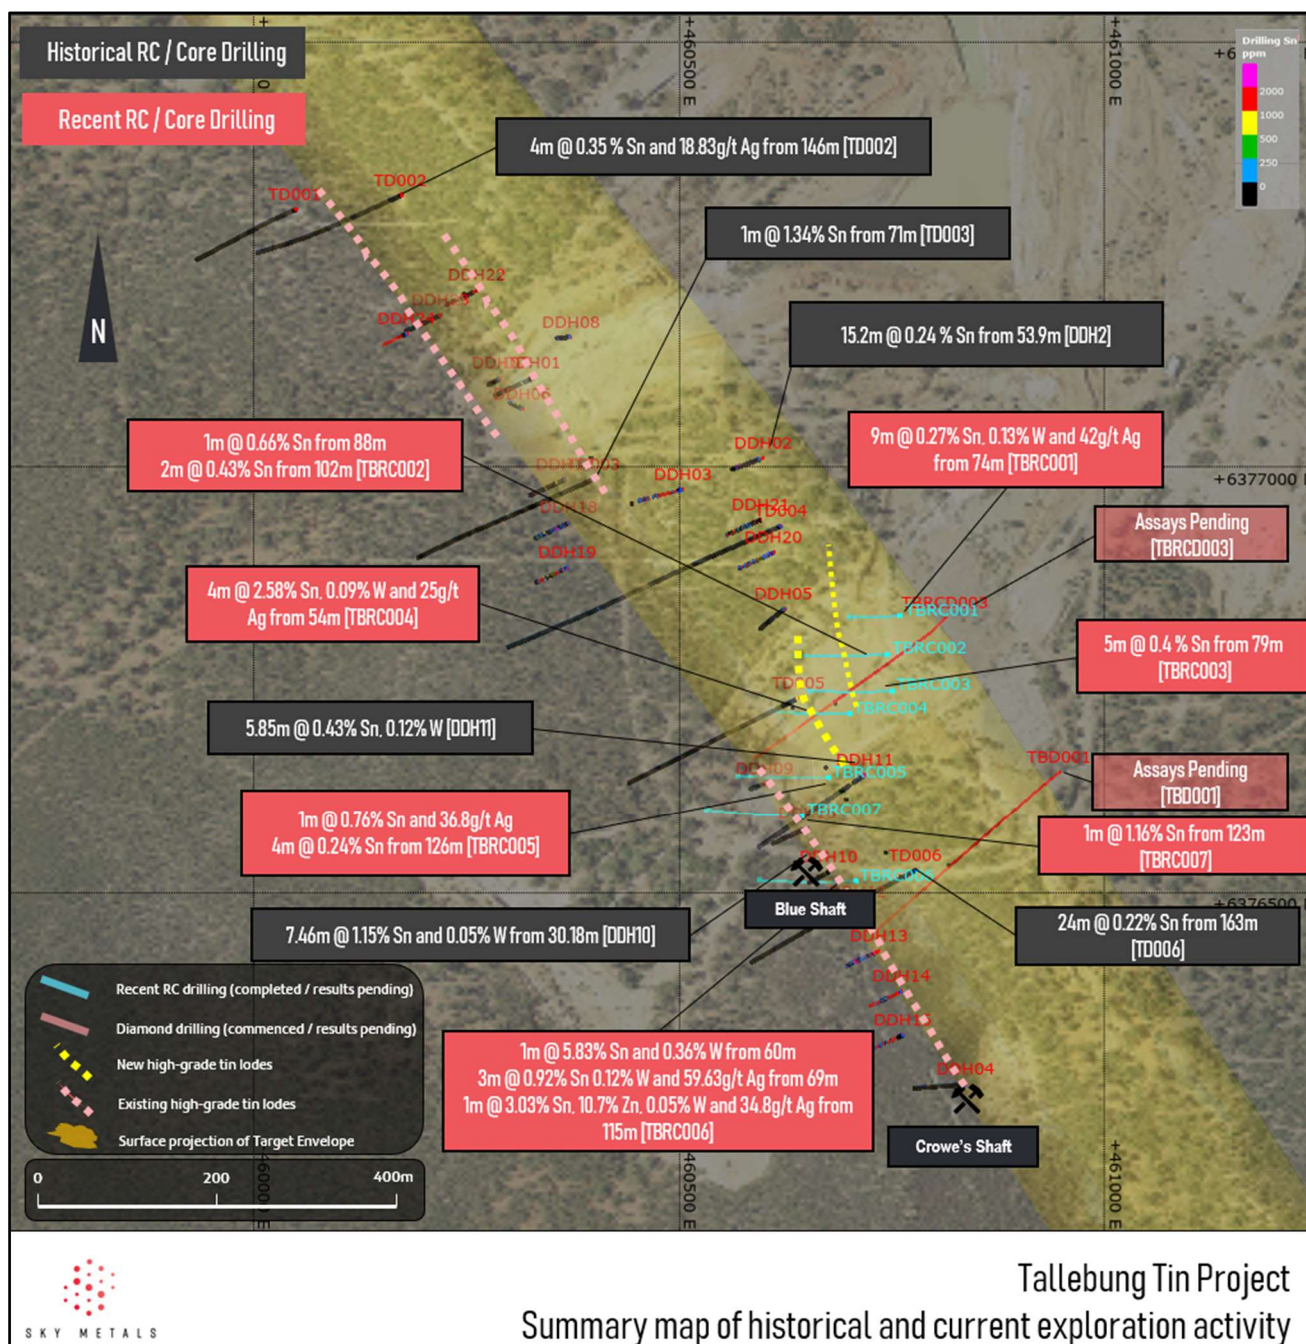 Historical RC / Core Drilling
Recent RC / Core Drilling
+460500 E
+461000 E
Drilling Sn
ppm
2000
1000
500
250
0
4m @ 0.35 % Sn and 18.83g/t Ag from 146m [TD002]
TD001
TD002
1m @ 1.34% Sn from 71m [TD003]
N
DDH22
DDH08
15.2m @ 0.24 % Sn from 53.9m [DDH2]
DDH06
1m @ 0.66% Sn from 88m
2m @ 0.43% Sn from 102m [TBRC002]
9m @ 0.27% Sn, 0.13% W and 42g/t Ag
from 74m [TBRC001]
DDH02
DDH03
+6377000
DDH18
DDH21
TD004
DDH20
DDH19
Assays Pending
[TBRCD003]
4m @ 2.58% Sn, 0.09% W and 25g/t
Ag from 54m [TBRC004]
DDH05
TBRCD003
TBRC001
TBRC002
5m @ 0.4 % Sn from 79m
[TBRC003]
TD005
TBRC003
TBRC004
5.85m @ 0.43% Sn, 0.12% W [DDH11]
DDH11
DDH09
TBRC005
TBD001
Assays Pending
[TBD001]
1m @ 0.76% Sn and 36.8g/t Ag
4m @ 0.24% Sn from 126m [TBRC005]
TBRC007
1m @ 1.16% Sn from 123m
[TBRC007]
DDH10
TD006
TBRC006
+6376500
Blue Shaft
7.46m @ 1.15% Sn and 0.05% W from 30.18m [DDH10]
24m @ 0.22% Sn from 163m
[TD006]
DDH13
DDH14
DDH15
DDH04
Recent RC drilling (completed / results pending)
Diamond drilling (commenced / results pending)
New high-grade tin lodes
Existing high-grade tin lodes
Surface projection of Target Envelope
1m @ 5.83% Sn and 0.36% W from 60m
3m @ 0.92% Sn 0.12% W and 59.63g/t Ag from 69m
1m @ 3.03% Sn, 10.7% Zn, 0.05% W and 34.8g/t Ag from
115m [TBRC006]
Crowe's Shaft
0 200 400m
+460500 E
+461000 E
SKY METALS
Tallebung Tin Project
Summary map of historical and current exploration activity